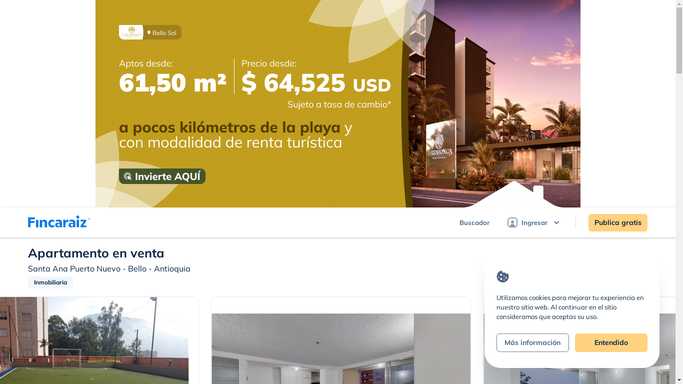 Bello Sol
Aptos desde:
61,50 m²
Precio desde:
$ 64,525 USD
Sujeto a tasa de cambio*
a pocos kilómetros de la playa y
con modalidad de renta turística
Invierte AQUÍ
Fincaraiz
Buscador
Ingresar
Publica gratis
Apartamento en venta
Santa Ana Puerto Nuevo - Bello - Antioquia
Inmobiliaria
Utilizamos cookies para mejorar tu experiencia en
nuestro sitio web. Al continuar en el sitio
consideramos que aceptas su uso.
Más información
Entendido